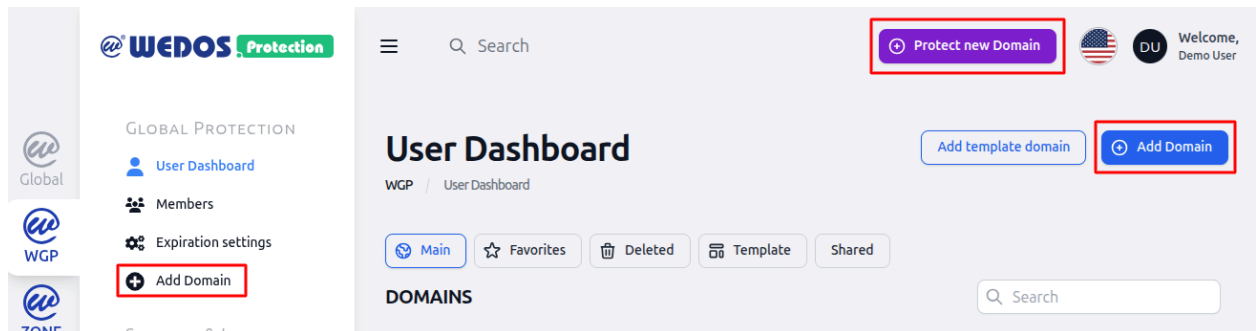 WEDOS Protection
Search
Protect new Domain
DU
Welcome,
Demo User
Global
WGP
ZONE
GLOBAL PROTECTION
User Dashboard
Members
Expiration settings
Add Domain
User Dashboard
Add template domain
Add Domain
WGP / User Dashboard
Main
Favorites
Deleted
Template
Shared
DOMAINS
Search